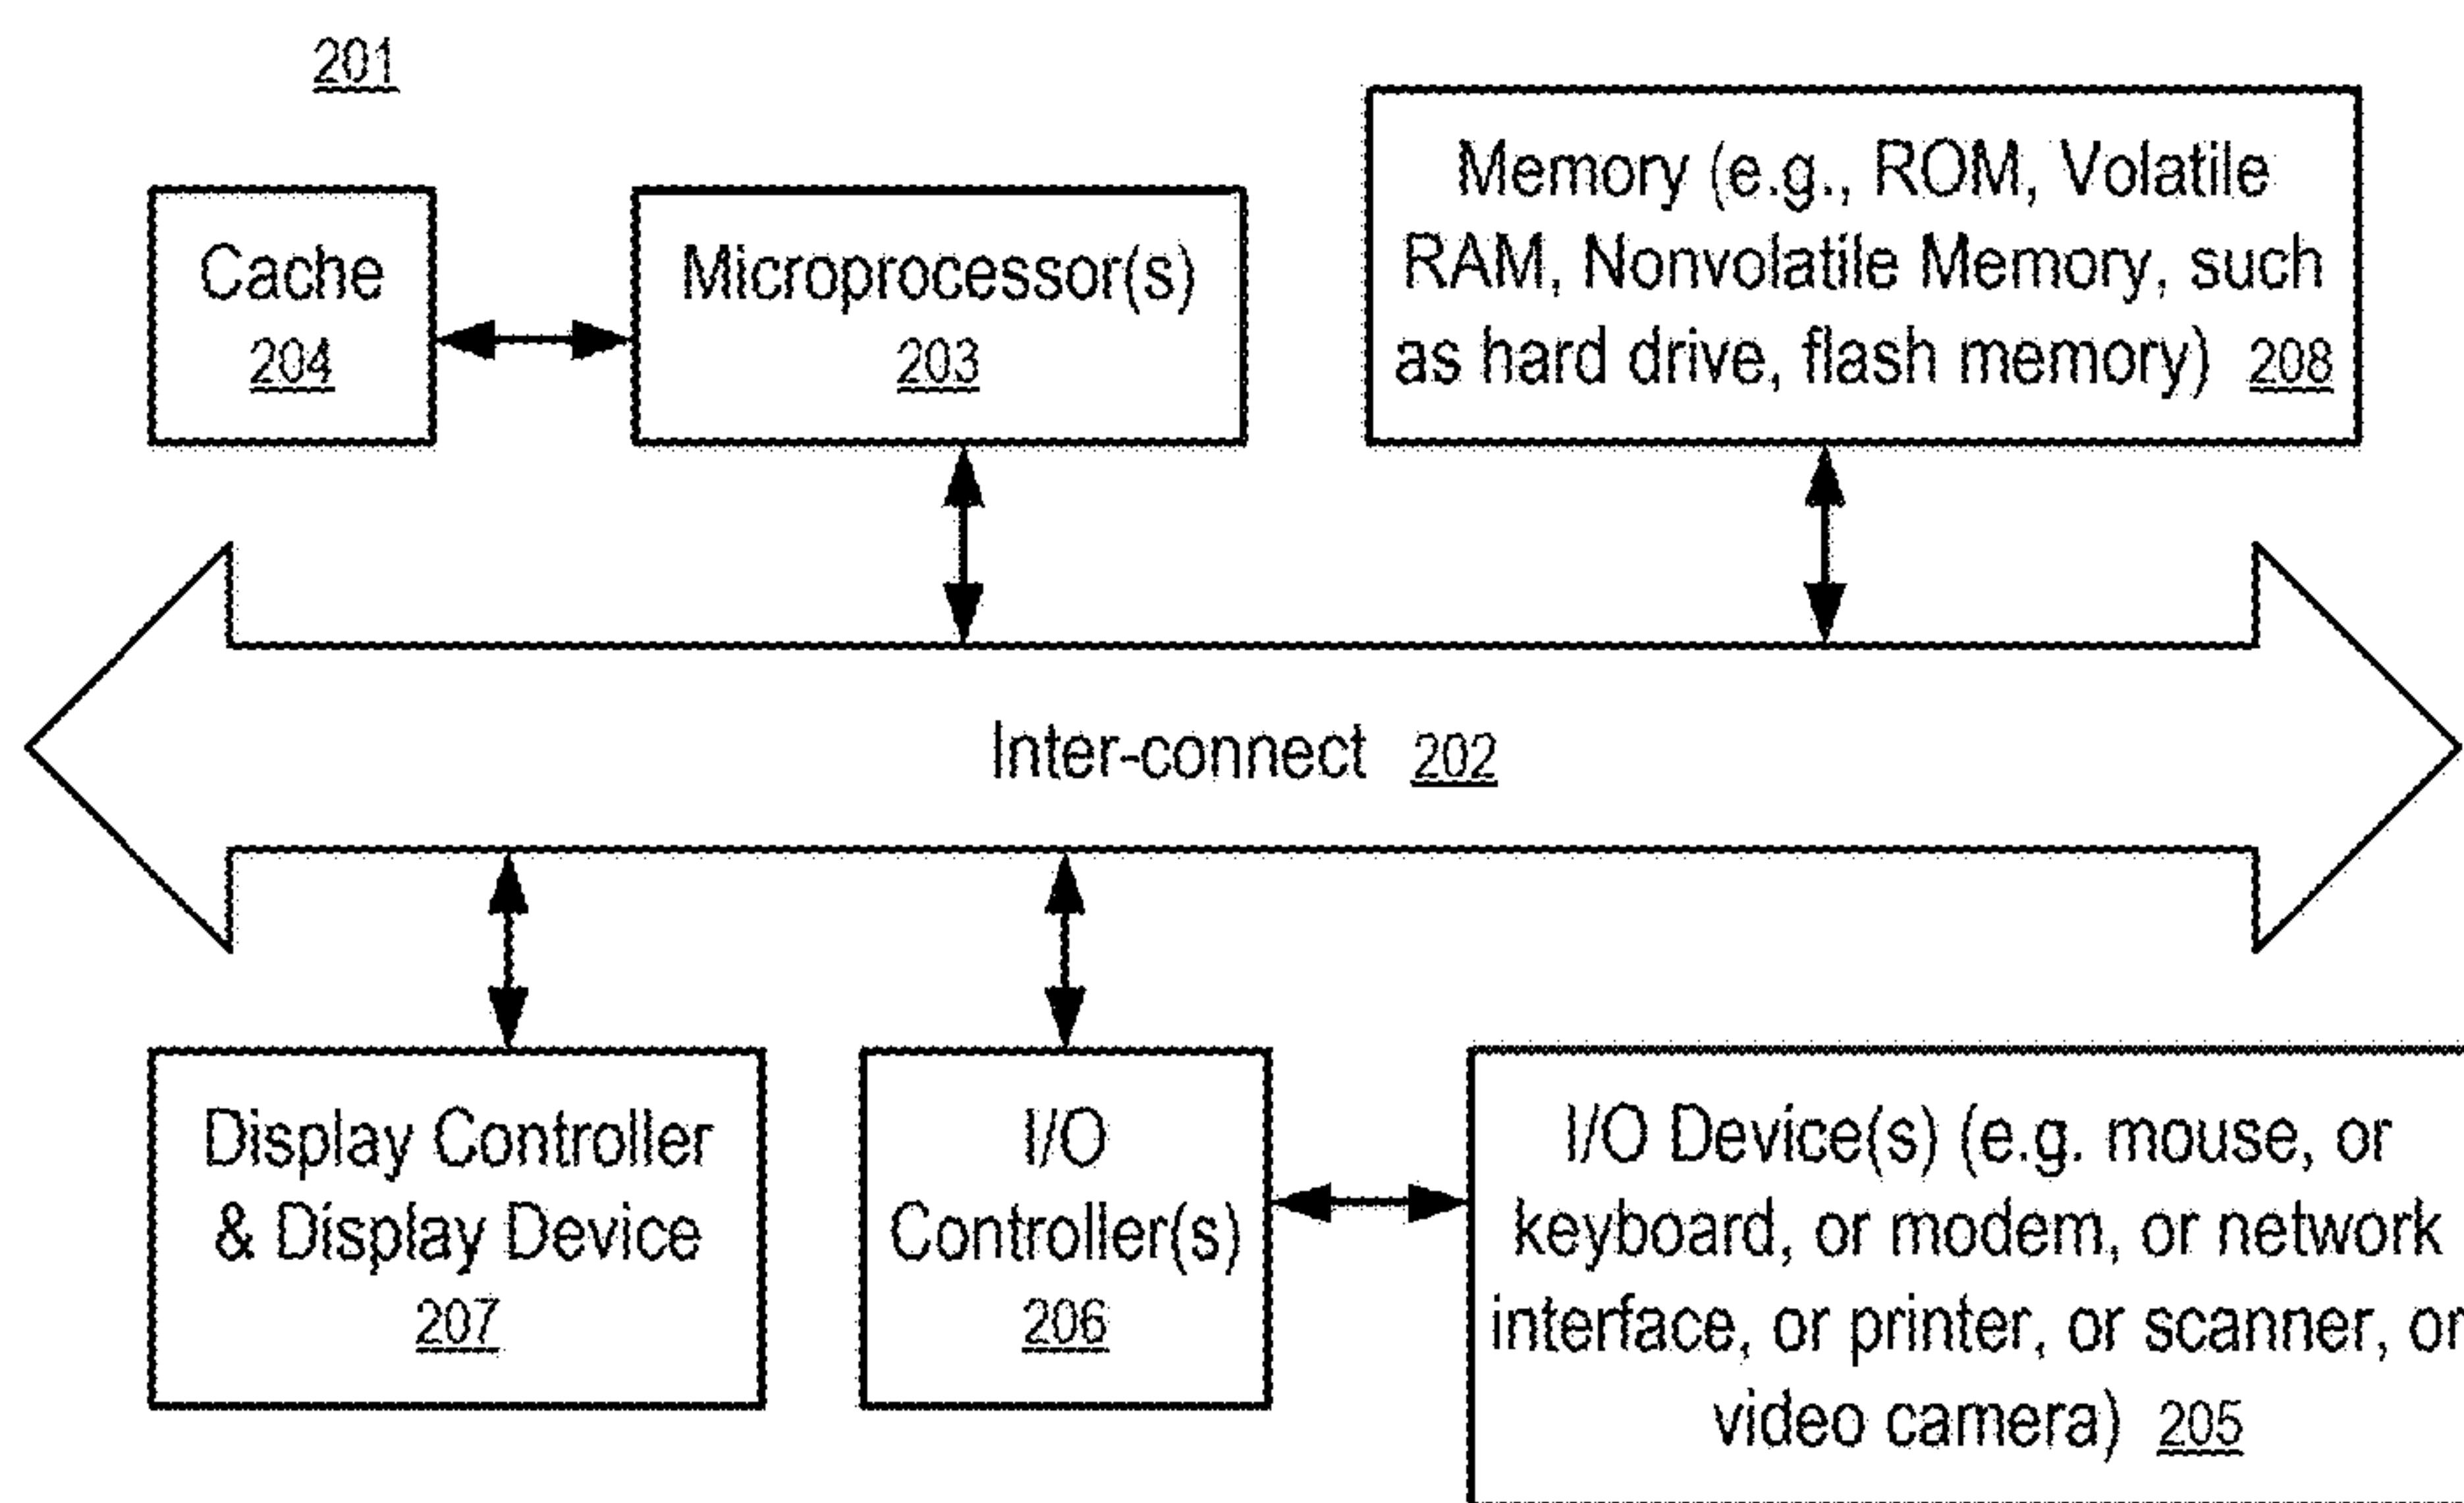 201
Cache
204
Microprocessor(s)
203
Memory (e.g., ROM, Volatile
RAM, Nonvolatile Memory, such
as hard drive, flash memory) 208
Inter-connect 202
Display Controller
& Display Device
207
I/O
Controller(s)
206
I/O Device(s) (e.g. mouse, or
keyboard, or modem, or network
interface, or printer, or scanner, or
video camera) 205